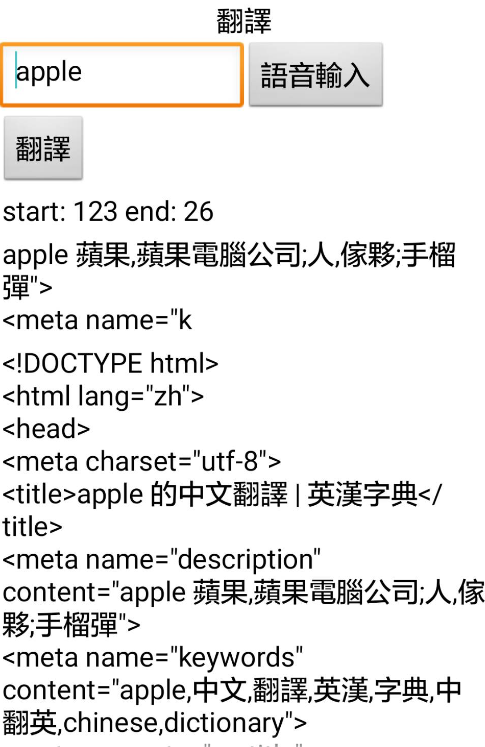 翻譯
apple 語音輸入
翻譯
start: 123 end: 26
apple 蘋果,蘋果電腦公司;人,傢夥;手榴
彈">
<meta name="k
<!DOCTYPE html>
<html lang="zh">
<head>
<meta charset="utf-8">
<title>apple 的中文翻譯 | 英漢字典</
title>
<meta name="description"
content="apple 蘋果,蘋果電腦公司;人,傢
夥;手榴彈">
<meta name="keywords"
content="apple,中文,翻譯,英漢,字典,中
翻英,chinese,dictionary">